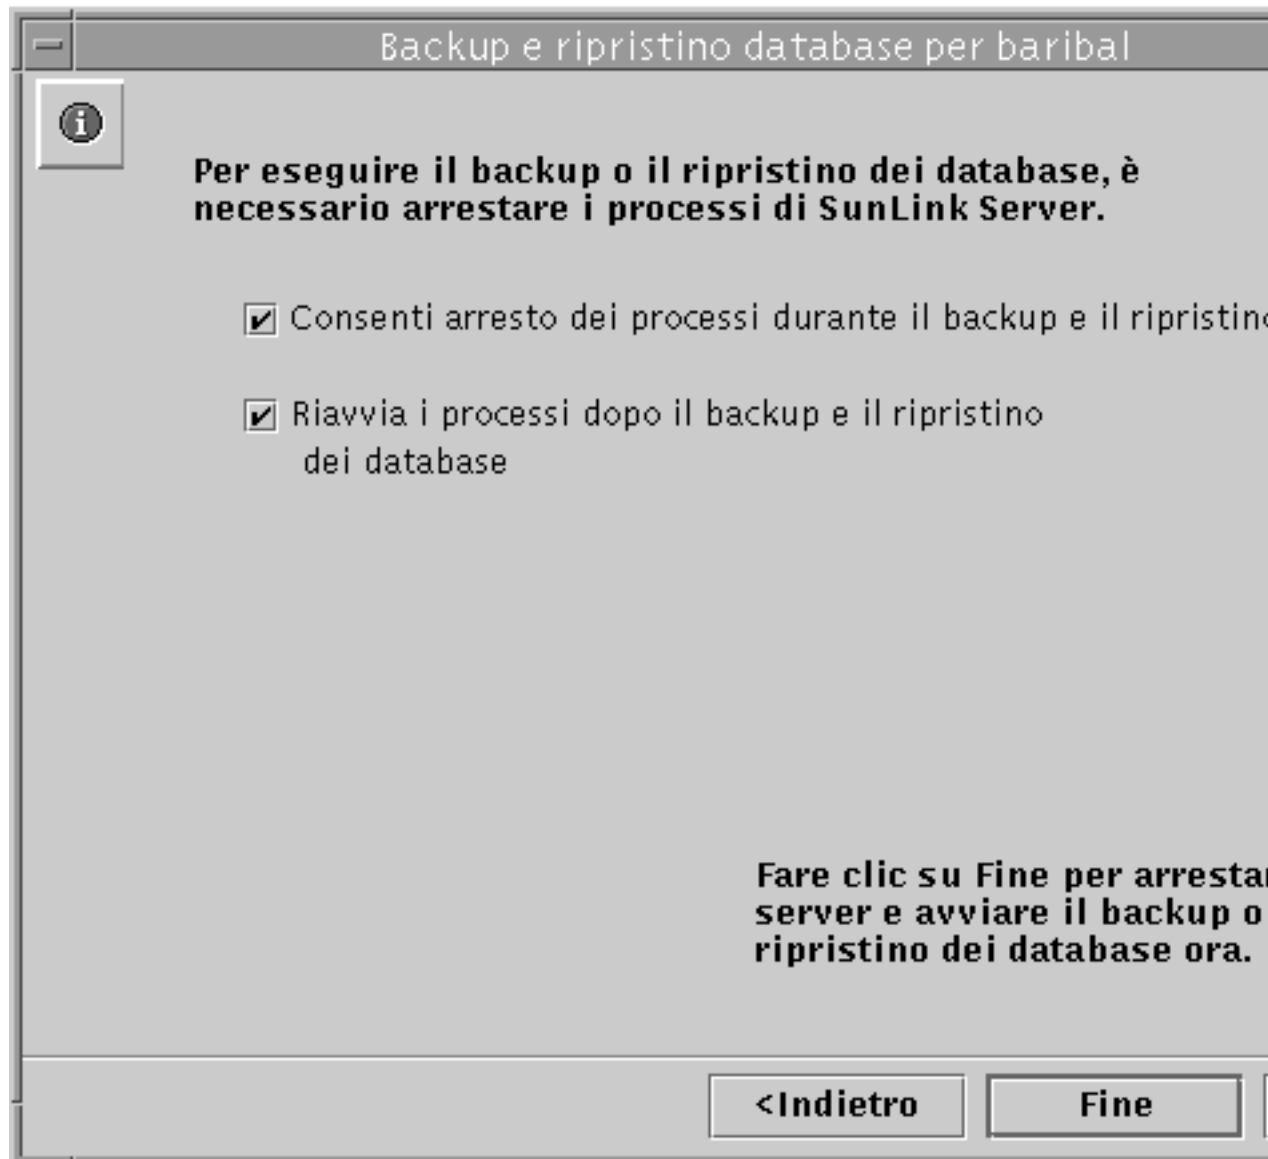 Backup e ripristino database per baribal
Per eseguire il backup o il ripristino dei database, è
necessario arrestare i processi di SunLink Server.
Consenti arresto dei processi durante il backup e il ripristino
Riavvia i processi dopo il backup e il ripristino
dei database
Fare clic su Fine per arrestar
server e avviare il backup o
ripristino dei database ora.
<Indietro
Fine